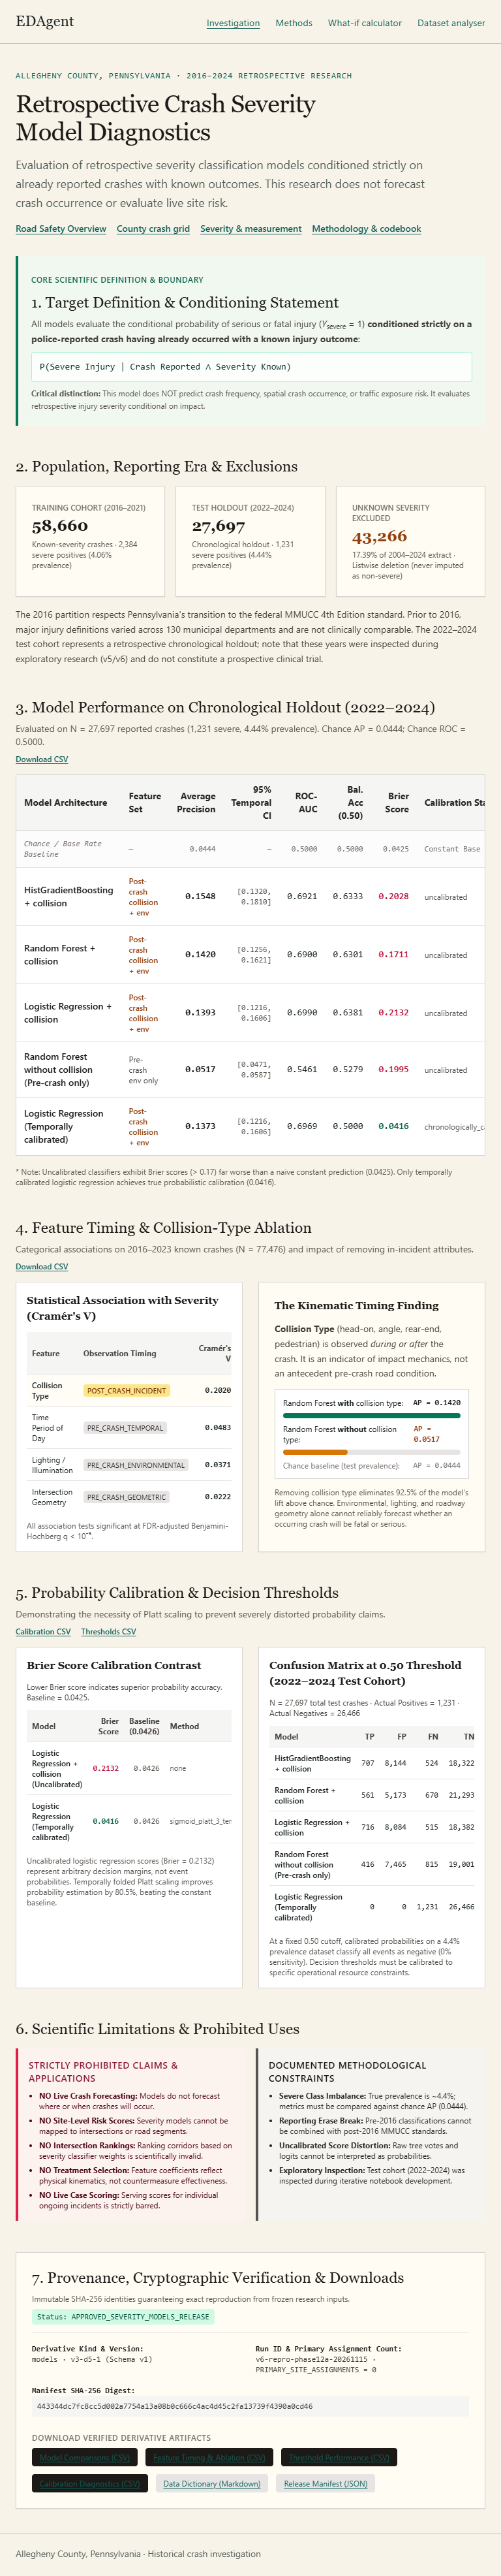 EDAgent
Investigation Methods What-if calculator Dataset analyser
ALLEGHENY COUNTY, PENNSYLVANIA · 2016–2024 RETROSPECTIVE RESEARCH
Retrospective Crash Severity
Model Diagnostics
Evaluation of retrospective severity classification models conditioned strictly on
already reported crashes with known outcomes. This research does not forecast
crash occurrence or evaluate live site risk.
Road Safety Overview County crash grid Severity & measurement Methodology & codebook
CORE SCIENTIFIC DEFINITION & BOUNDARY
1. Target Definition & Conditioning Statement
All models evaluate the conditional probability of serious or fatal injury (Ysevere = 1) conditioned strictly on a
police-reported crash having already occurred with a known injury outcome:
P(Severe Injury | Crash Reported ∧ Severity Known)
Critical distinction: This model does NOT predict crash frequency, spatial crash occurrence, or traffic exposure risk. It evaluates
retrospective injury severity conditional on impact.
2. Population, Reporting Era & Exclusions
TRAINING COHORT (2016–2021)
58,660
Known-severity crashes · 2,384
severe positives (4.06%
prevalence)
TEST HOLDOUT (2022–2024)
27,697
Chronological holdout · 1,231
severe positives (4.44%
prevalence)
UNKNOWN SEVERITY
EXCLUDED
43,266
17.39% of 2004–2024 extract ·
Listwise deletion (never imputed
as non-severe)
The 2016 partition respects Pennsylvania's transition to the federal MMUCC 4th Edition standard. Prior to 2016,
major injury definitions varied across 130 municipal departments and are not clinically comparable. The 2022–2024
test cohort represents a retrospective chronological holdout; note that these years were inspected during
exploratory research (v5/v6) and do not constitute a prospective clinical trial.
3. Model Performance on Chronological Holdout (2022–2024)
Evaluated on N = 27,697 reported crashes (1,231 severe, 4.44% prevalence). Chance AP = 0.0444; Chance ROC =
0.5000.
Download CSV
Model Architecture Feature Set Average Precision 95% Temporal CI ROC-AUC Bal. Acc (0.50) Brier Score Calibration Sta
Chance / Base Rate Baseline — 0.0444 — 0.5000 0.5000 0.0425 Constant Base
HistGradientBoosting + collision Post-crash collision + env 0.1548 [0.1320, 0.1810] 0.6921 0.6333 0.2028 uncalibrated
Random Forest + collision Post-crash collision + env 0.1420 [0.1256, 0.1621] 0.6900 0.6301 0.1711 uncalibrated
Logistic Regression + collision Post-crash collision + env 0.1393 [0.1216, 0.1606] 0.6990 0.6381 0.2132 uncalibrated
Random Forest without collision (Pre-crash only) Pre-crash env only 0.0517 [0.0471, 0.0587] 0.5461 0.5279 0.1995 uncalibrated
Logistic Regression (Temporally calibrated) Post-crash collision + env 0.1373 [0.1216, 0.1606] 0.6969 0.5000 0.0416 chronologically_c
* Note: Uncalibrated classifiers exhibit Brier scores (> 0.17) far worse than a naive constant prediction (0.0425). Only temporally
calibrated logistic regression achieves true probabilistic calibration (0.0416).
4. Feature Timing & Collision-Type Ablation
Categorical associations on 2016–2023 known crashes (N = 77,476) and impact of removing in-incident attributes.
Download CSV
Statistical Association with Severity
(Cramér's V)
Feature Observation Timing Cramér's V
Collision Type POST_CRASH_INCIDENT 0.2020
Time Period of Day PRE_CRASH_TEMPORAL 0.0483
Lighting / Illumination PRE_CRASH_ENVIRONMENTAL 0.0371
Intersection Geometry PRE_CRASH_GEOMETRIC 0.0222
All association tests significant at FDR-adjusted Benjamini-
Hochberg q < 10⁻⁶.
The Kinematic Timing Finding
Collision Type (head-on, angle, rear-end,
pedestrian) is observed during or after the
crash. It is an indicator of impact mechanics, not
an antecedent pre-crash road condition.
Random Forest with collision type: AP = 0.1420
Random Forest without collision type: AP = 0.0517
Chance baseline (test prevalence): AP = 0.0444
Removing collision type eliminates 92.5% of the model's
lift above chance. Environmental, lighting, and roadway
geometry alone cannot reliably forecast whether an
occurring crash will be fatal or serious.
5. Probability Calibration & Decision Thresholds
Demonstrating the necessity of Platt scaling to prevent severely distorted probability claims.
Calibration CSV Thresholds CSV
Brier Score Calibration Contrast
Lower Brier score indicates superior probability accuracy.
Baseline = 0.0425.
Model Brier Score Baseline (0.0426) Method
Logistic Regression + collision (Uncalibrated) 0.2132 0.0426 none
Logistic Regression (Temporally calibrated) 0.0416 0.0426 sigmoid_platt_3_ter
Uncalibrated logistic regression scores (Brier = 0.2132)
represent arbitrary decision margins, not event
probabilities. Temporally folded Platt scaling improves
probability estimation by 80.5%, beating the constant
baseline.
Confusion Matrix at 0.50 Threshold
(2022–2024 Test Cohort)
N = 27,697 total test crashes · Actual Positives = 1,231 ·
Actual Negatives = 26,466
Model TP FP FN TN
HistGradientBoosting + collision 707 8,144 524 18,322
Random Forest + collision 561 5,173 670 21,293
Logistic Regression + collision 716 8,084 515 18,382
Random Forest without collision (Pre-crash only) 416 7,465 815 19,001
Logistic Regression (Temporally calibrated) 0 0 1,231 26,466
At a fixed 0.50 cutoff, calibrated probabilities on a 4.4%
prevalence dataset classify all events as negative (0%
sensitivity). Decision thresholds must be calibrated to
specific operational resource constraints.
6. Scientific Limitations & Prohibited Uses
STRICTLY PROHIBITED CLAIMS &
APPLICATIONS
• NO Live Crash Forecasting: Models do not forecast
where or when crashes will occur.
• NO Site-Level Risk Scores: Severity models cannot be
mapped to intersections or road segments.
• NO Intersection Rankings: Ranking corridors based on
severity classifier weights is scientifically invalid.
• NO Treatment Selection: Feature coefficients reflect
physical kinematics, not countermeasure effectiveness.
• NO Live Case Scoring: Serving scores for individual
ongoing incidents is strictly barred.
DOCUMENTED METHODOLOGICAL
CONSTRAINTS
• Severe Class Imbalance: True prevalence is ~4.4%;
metrics must be compared against chance AP (0.0444).
• Reporting Erase Break: Pre-2016 classifications cannot
be combined with post-2016 MMUCC standards.
• Uncalibrated Score Distortion: Raw tree votes and
logits cannot be interpreted as probabilities.
• Exploratory Inspection: Test cohort (2022–2024) was
inspected during iterative notebook development.
7. Provenance, Cryptographic Verification & Downloads
Immutable SHA-256 identities guaranteeing exact reproduction from frozen research inputs.
Status: APPROVED_SEVERITY_MODELS_RELEASE
Derivative Kind & Version:
models · v3-d5-1 (Schema v1)
Run ID & Primary Assignment Count:
v6-repro-phase12a-20261115 ·
PRIMARY_SITE_ASSIGNMENTS = 0
Manifest SHA-256 Digest:
443344dc7fc8cc5d002a7754a13a08b0c666c4ac4d45c2fa13739f4390a0cd46
DOWNLOAD VERIFIED DERIVATIVE ARTIFACTS
Model Comparisons (CSV) Feature Timing & Ablation (CSV) Threshold Performance (CSV)
Calibration Diagnostics (CSV) Data Dictionary (Markdown) Release Manifest (JSON)
Allegheny County, Pennsylvania · Historical crash investigation